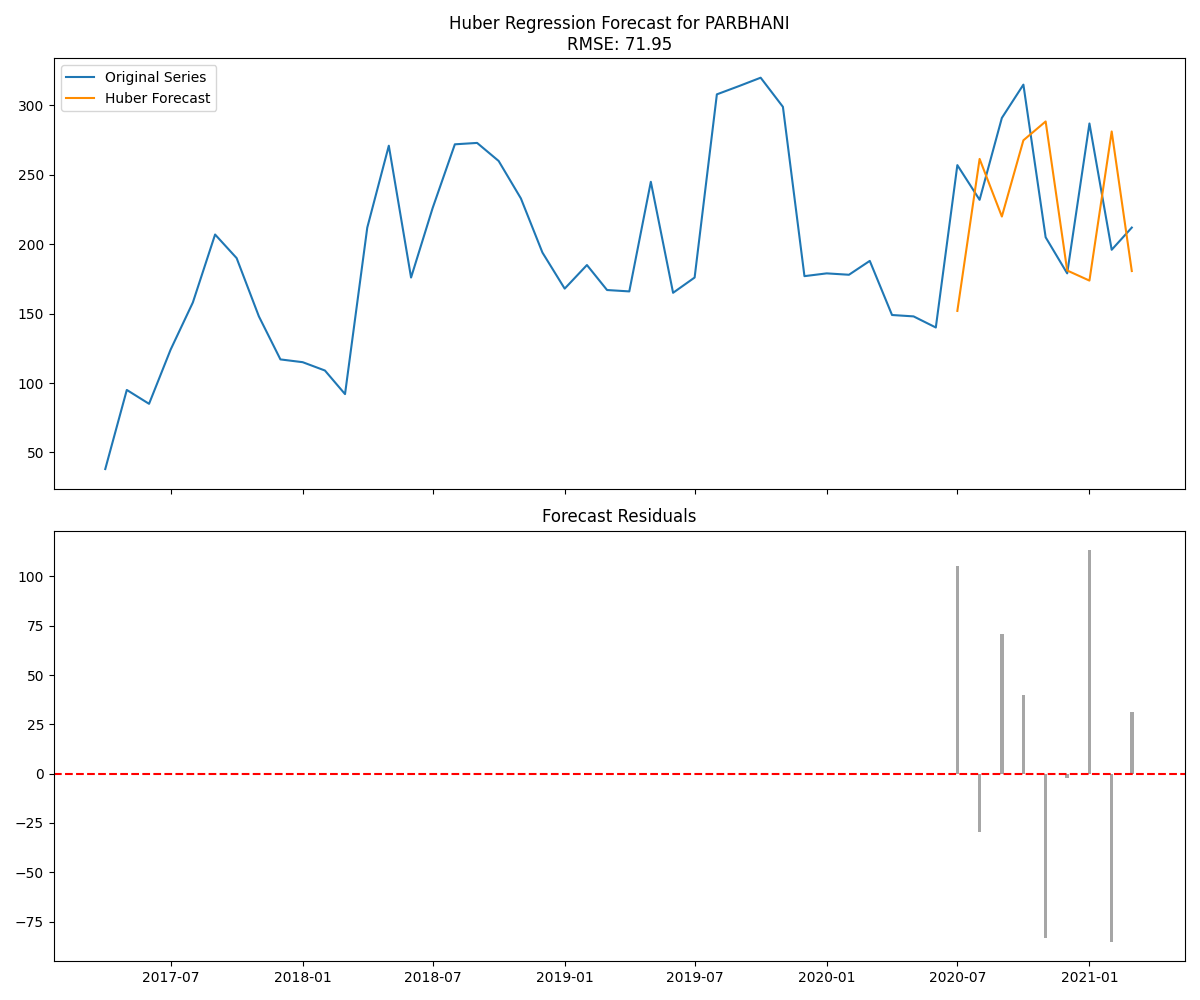 Huber Regression Forecast for PARBHANI
RMSE: 71.95
Original Series
Huber Forecast
300
250
200
150
100
50
Forecast Residuals
100
75
50
25
0
−25
−50
−75
2017-07 2018-01 2018-07 2019-01 2019-07 2020-01 2020-07 2021-01